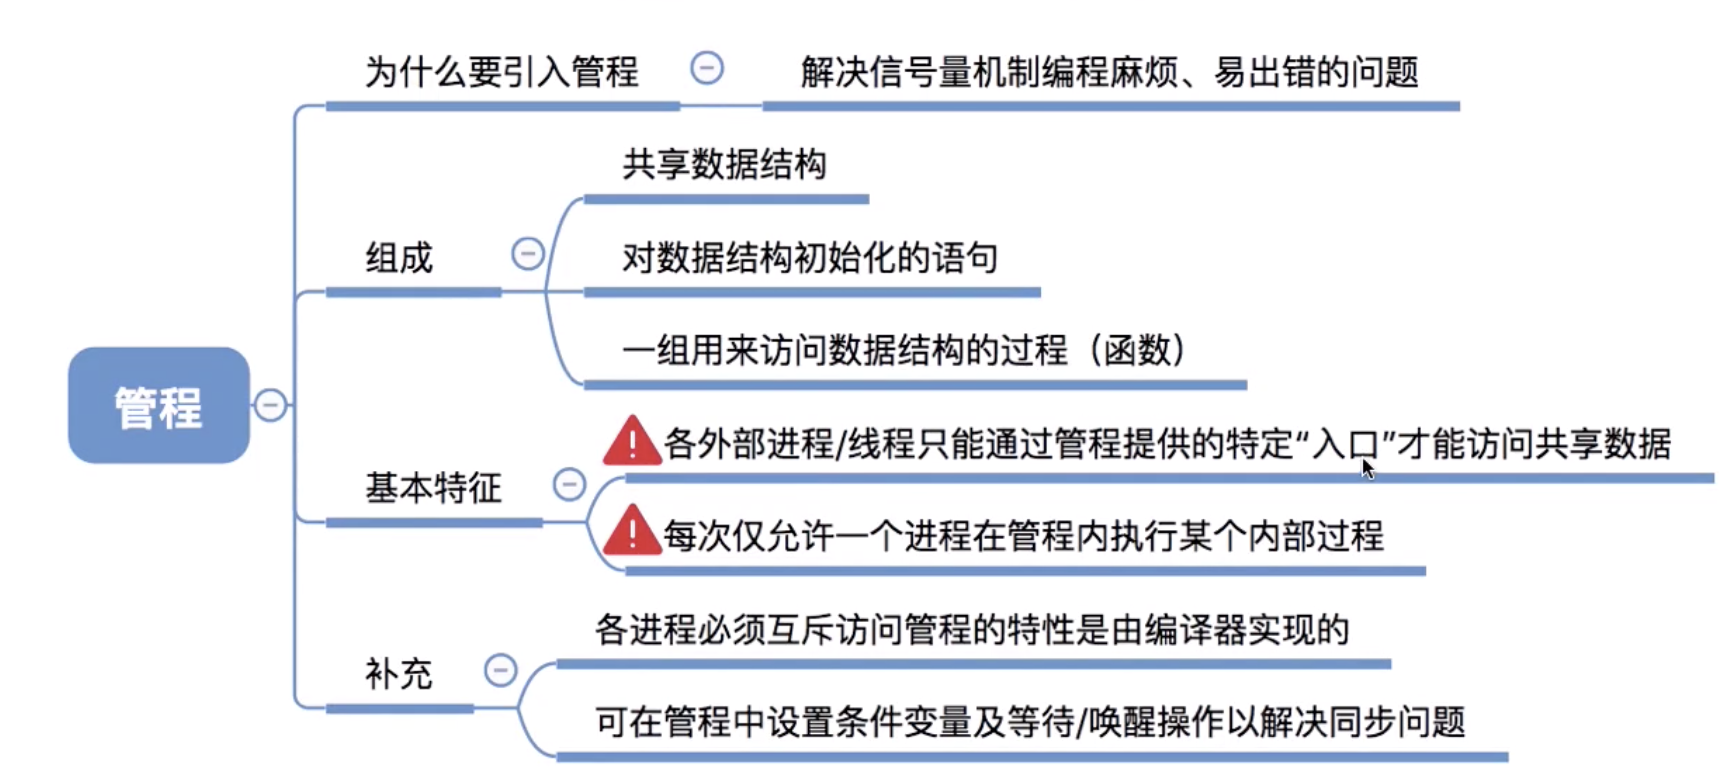 为什么要引入管程
解决信号量机制编程麻烦、易出错的问题
共享数据结构
组成
对数据结构初始化的语句
一组用来访问数据结构的过程（函数）
管程
各外部进程/线程只能通过管程提供的特定“入口”才能访问共享数据
基本特征
每次仅允许一个进程在管程内执行某个内部过程
各进程必须互斥访问管程的特性是由编译器实现的
补充
可在管程中设置条件变量及等待/唤醒操作以解决同步问题